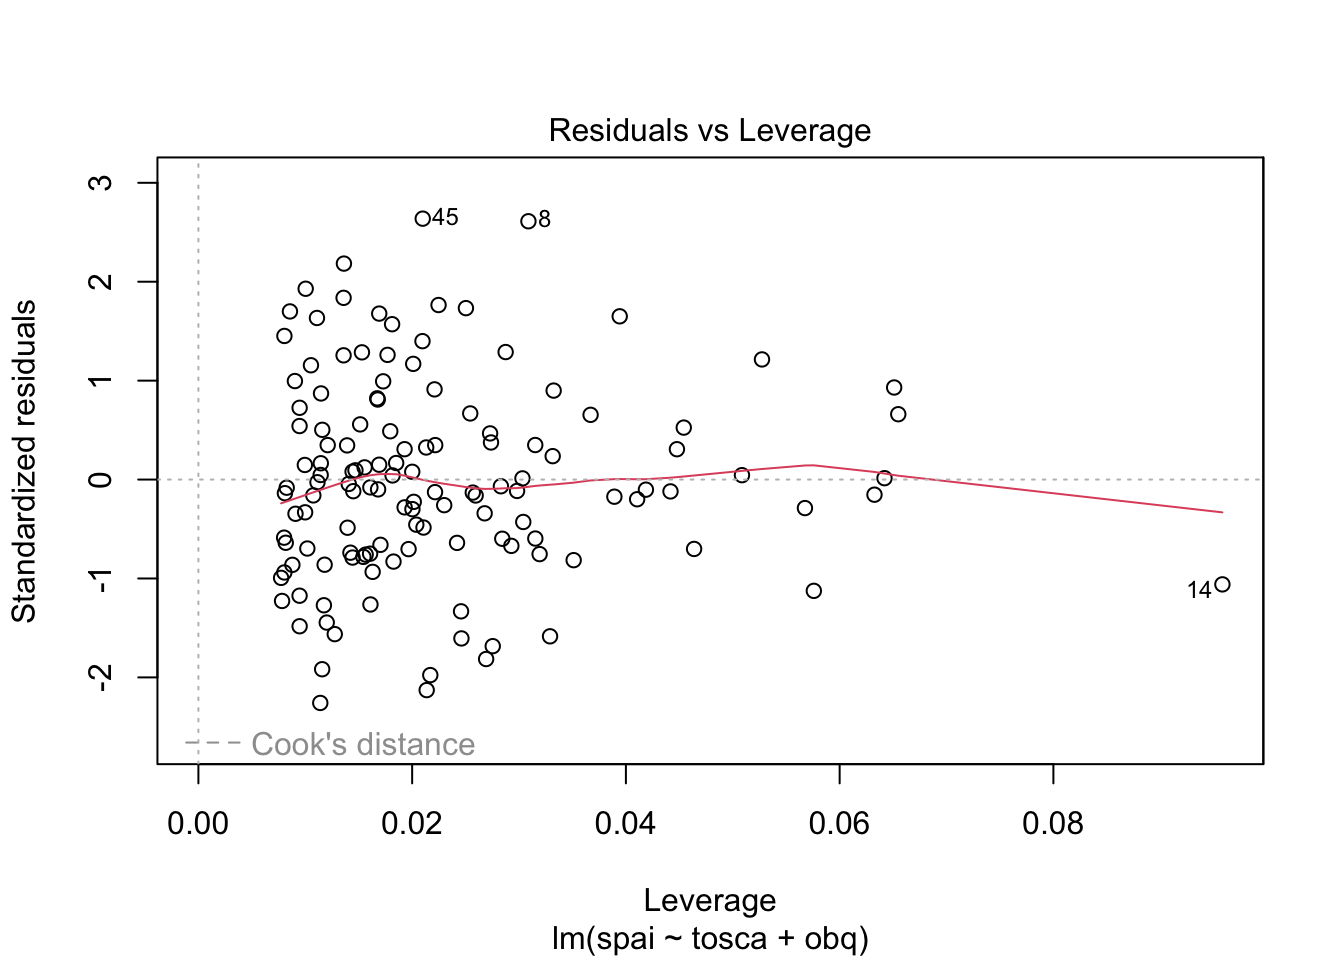 Residuals vs Leverage
Standardized residuals
3
2
1
0
-1
-2
45
8
14
Cook's distance
0.00 0.02 0.04 0.06 0.08
Leverage
lm(spai ~ tosca + obq)